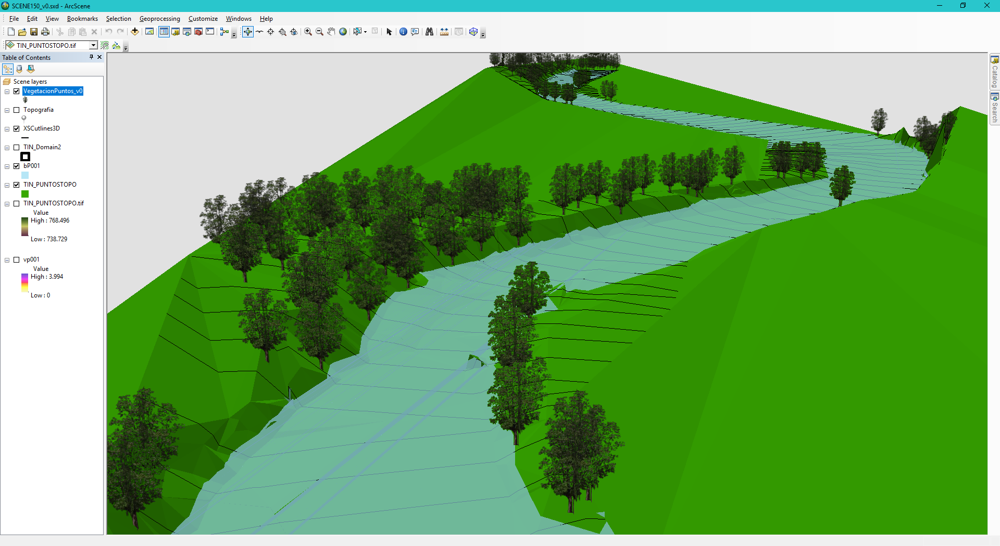 SCENE150_v0.sxd - ArcScene
File Edit View Bookmarks Selection Geoprocessing Customize Windows Help
TIN_PUNTOSTOPO.tif
Table of Contents
Scene layers
VegetacionPuntos_v0
Topografia
XSCutlines3D
TIN_Domain2
bP001
TIN_PUNTOSTOPO
TIN_PUNTOSTOPO.tif
Value
High : 768.496
Low : 738.729
vp001
Value
High : 3.994
Low : 0
Catalog
Search